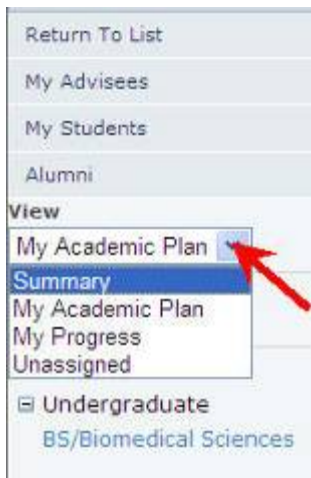 Return To List
My Advisees
My Students
Alumni
View
My Academic Plan
Summary
My Academic Plan
My Progress
Unassigned
Undergraduate
BS/Biomedical Sciences